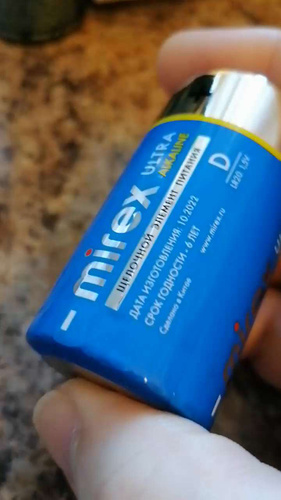 mirex
ULTRA
ALKALINE
ЩЕЛОЧНОЙ ЭЛЕМЕНТ ПИТАНИЯ
D
LR20 1,5V
ДАТА ИЗГОТОВЛЕНИЯ: 10.2022
СРОК ГОДНОСТИ - 6 ЛЕТ
Сделано в Китае
www.mirex.ru